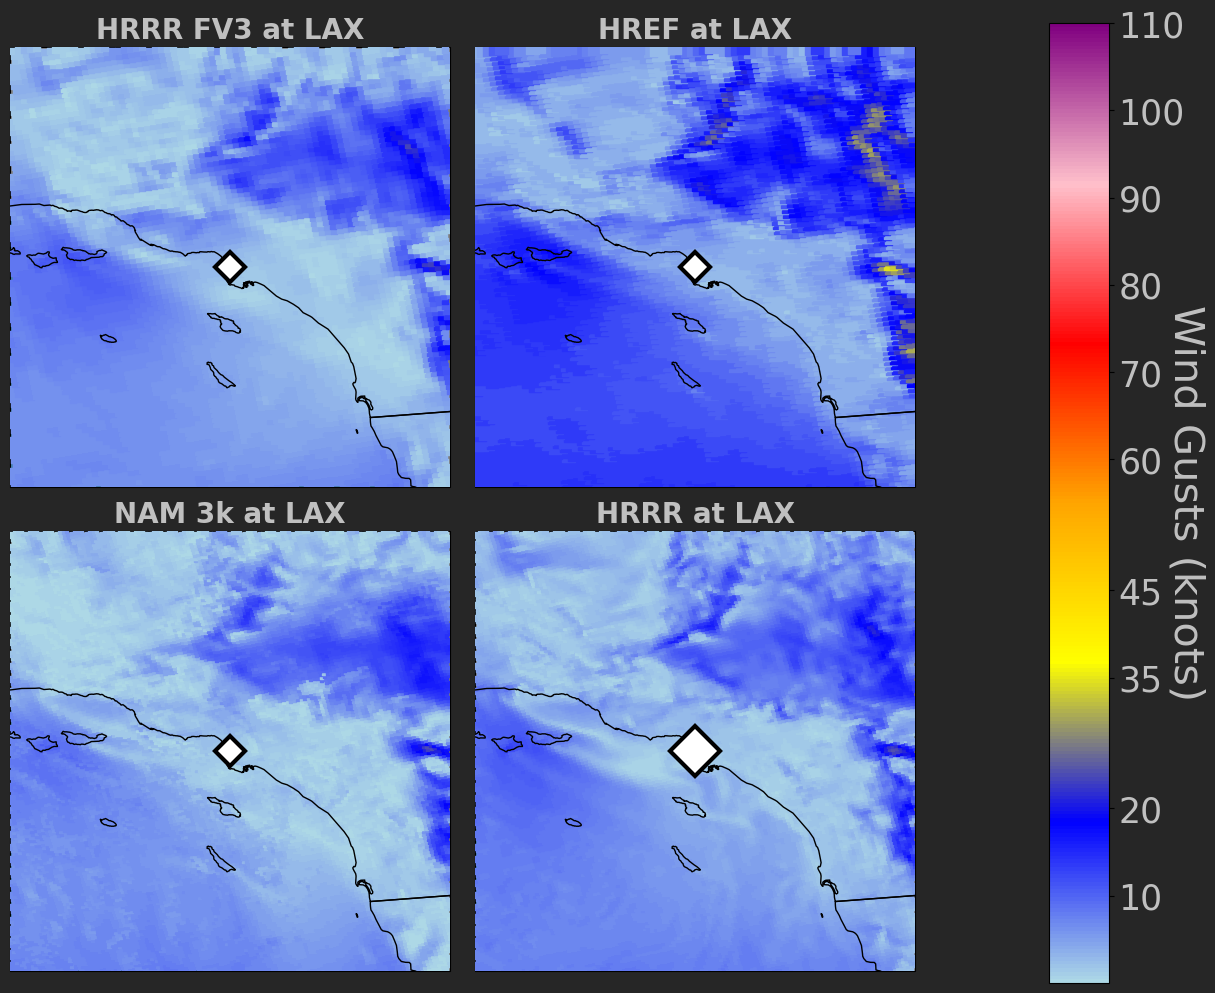 HRRR FV3 at LAX
HREF at LAX
NAM 3k at LAX
HRRR at LAX
110
100
90
80
70
60
45
35
20
10
Wind Gusts (knots)